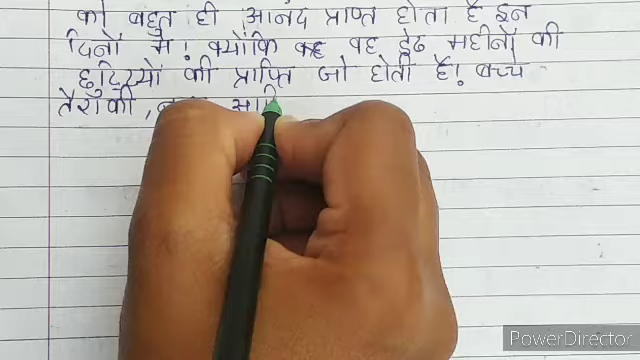 को बहुत ही आनंद प्राप्त होता है इन
दिनों में! क्योंकि वह डेढ महीनों की
छुट्टियों की प्राप्ति जो होती हैं! बच्चे
तैराकी,
PowerDirector